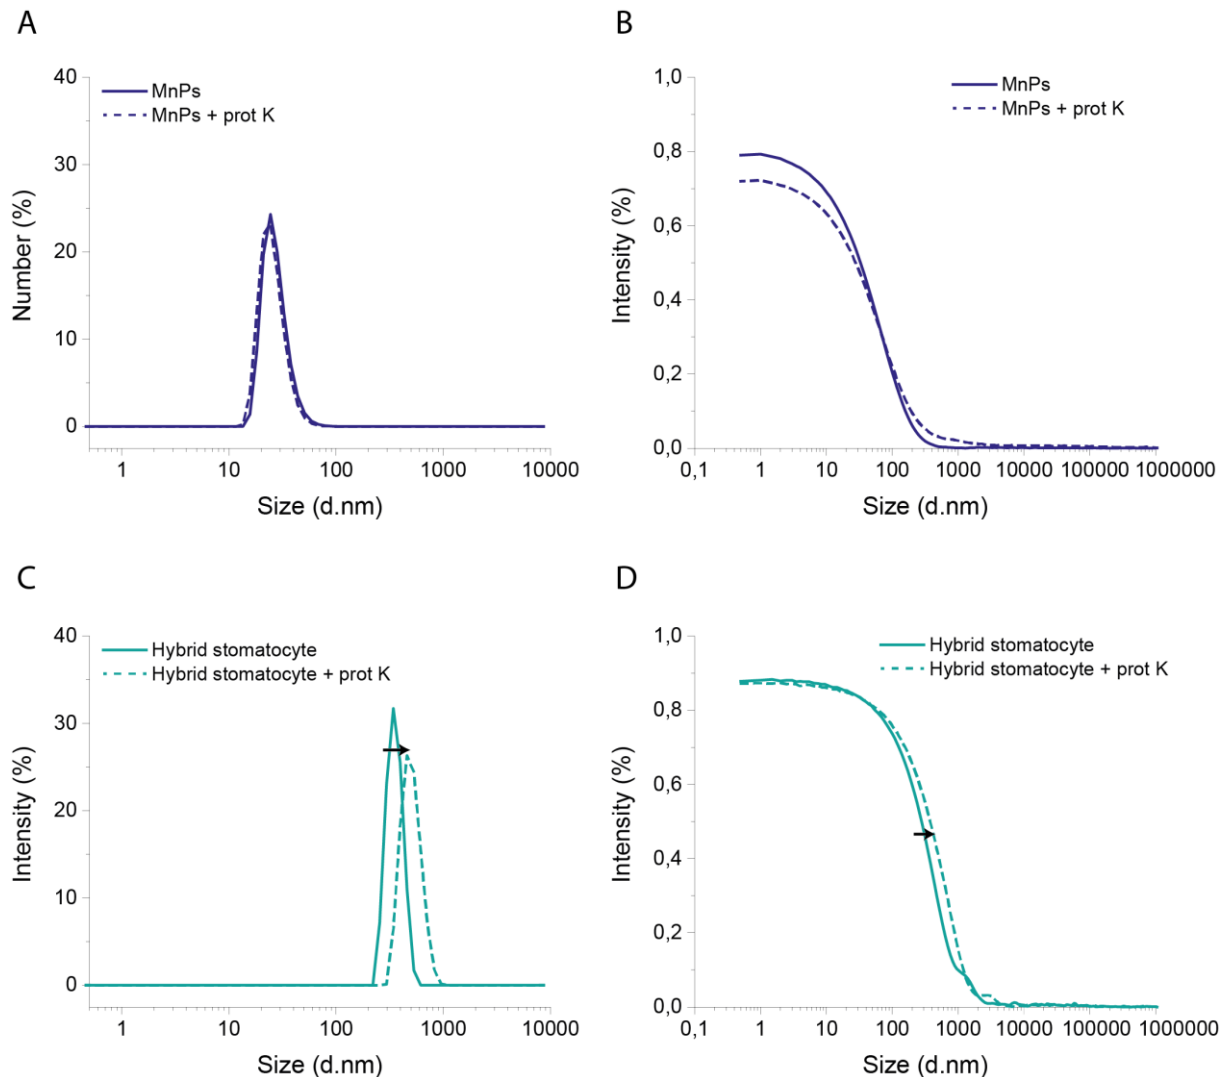 A
B
40
30
20
10
0
Number (%)
MnPs
MnPs + prot K
1 10 100 1000 10000
Size (d.nm)
1,0
0,8
0,6
0,4
0,2
0,0
Intensity (%)
MnPs
MnPs + prot K
0,1 1 10 100 1000 10000 100000 1000000
Size (d.nm)
C
D
40
30
20
10
0
Intensity (%)
Hybrid stomatocyte
Hybrid stomatocyte + prot K
1 10 100 1000 10000
Size (d.nm)
1,0
0,8
0,6
0,4
0,2
0,0
Intensity (%)
Hybrid stomatocyte
Hybrid stomatocyte + prot K
0,1 1 10 100 1000 10000 100000 1000000
Size (d.nm)